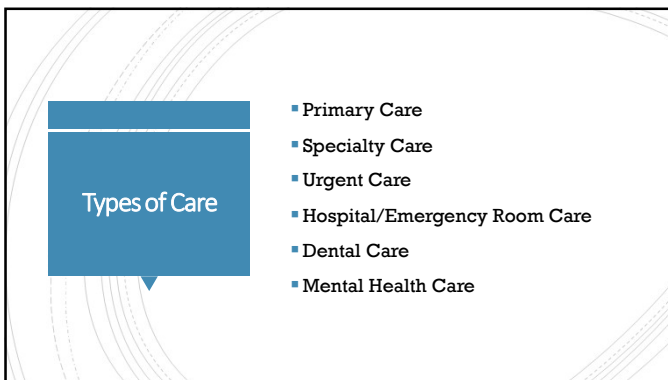 Types of Care
▪ Primary Care
▪ Specialty Care
▪ Urgent Care
▪ Hospital/Emergency Room Care
▪ Dental Care
▪ Mental Health Care